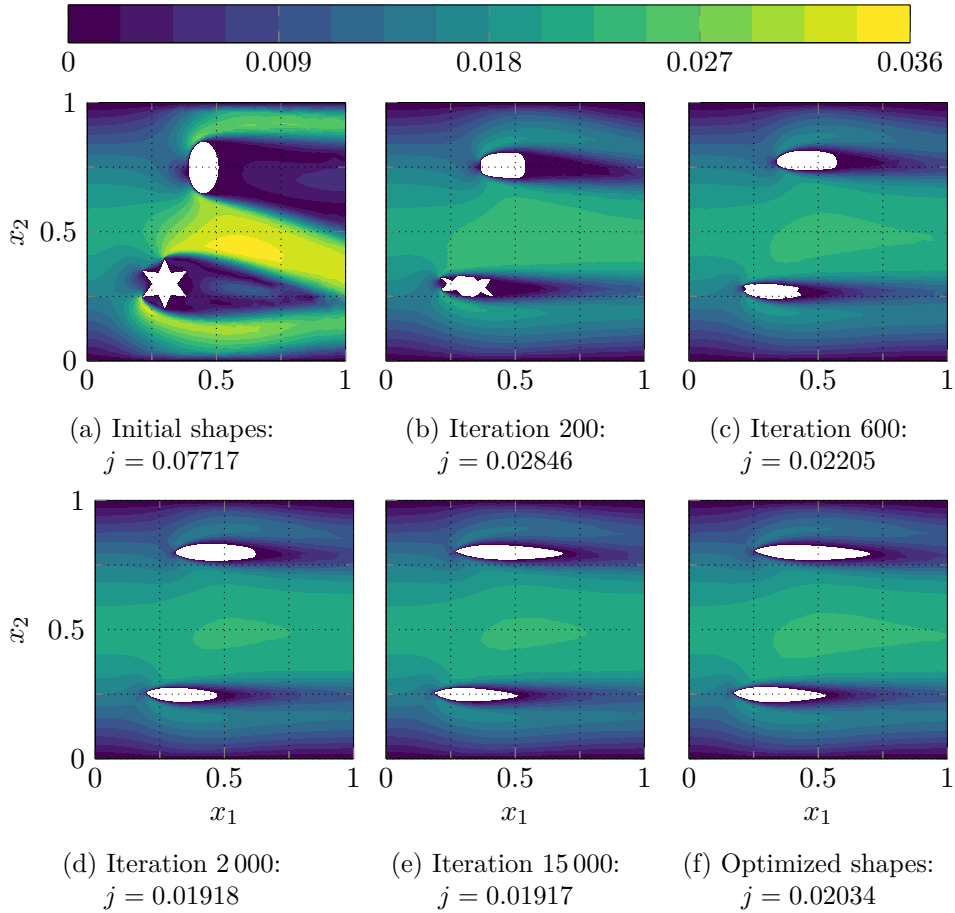 0 0.009 0.018 0.027 0.036
1
x2
0.5
0
0 0.5 1 0 0.5 1 0 0.5 1
(a) Initial shapes: (b) Iteration 200: (c) Iteration 600:
j = 0.07717 j = 0.02846 j = 0.02205
1
x2
0.5
0
0 0.5 1 0 0.5 1 0 0.5 1
x1 x1 x1
(d) Iteration 2 000: (e) Iteration 15 000: (f) Optimized shapes:
j = 0.01918 j = 0.01917 j = 0.02034